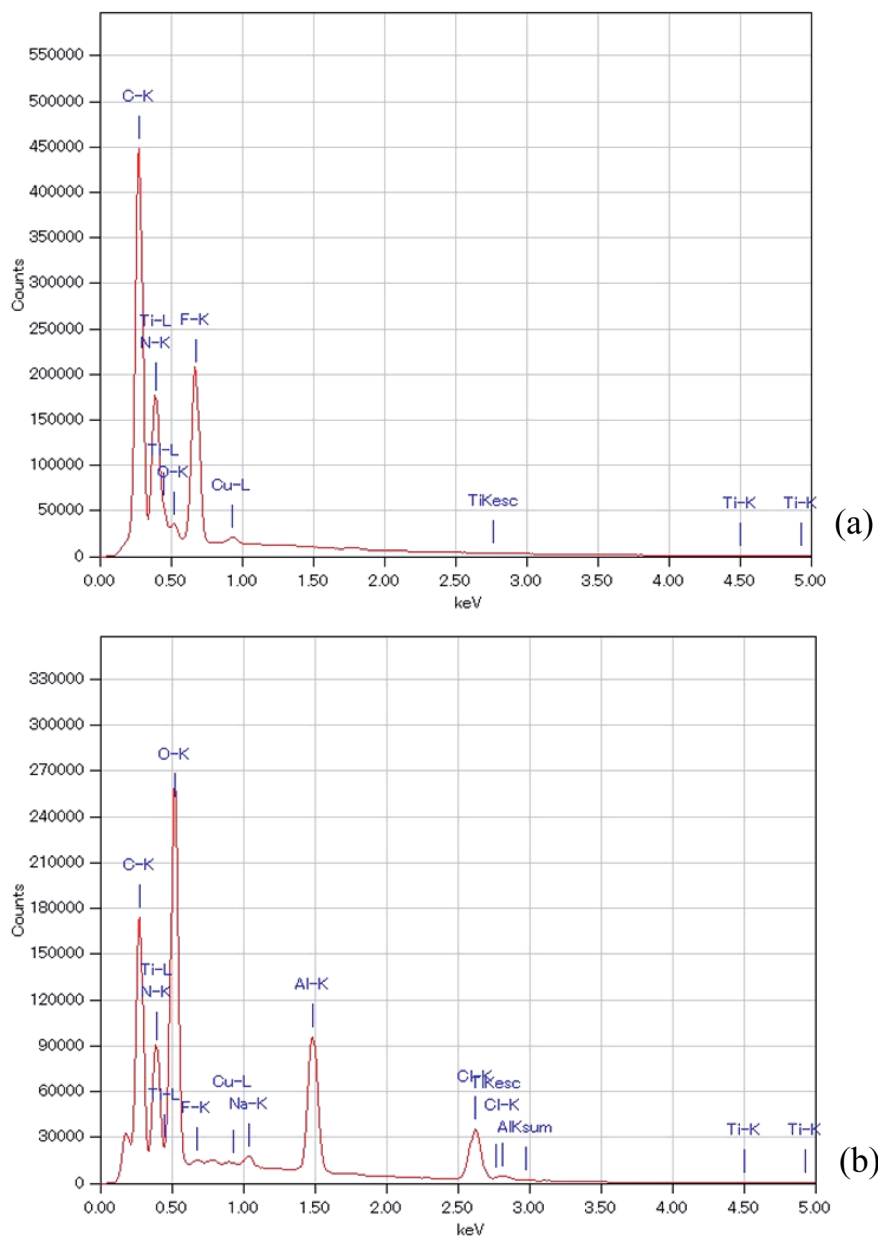 550000
500000
450000
400000
350000
300000
250000
200000
150000
100000
50000
0
Counts
C-K
Ti-L
N-K
Ti-L
O-K
F-K
Cu-L
TiKesc
Ti-K
Ti-K
0.00 0.50 1.00 1.50 2.00 2.50 3.00 3.50 4.00 4.50 5.00
keV
(a)
330000
300000
270000
240000
210000
180000
150000
120000
90000
60000
30000
0
Counts
O-K
C-K
Ti-L
N-K
Ti-L
F-K
Cu-L
Na-K
Al-K
Cl-K
TiKesc
Cl-K
AlKsum
Ti-K
Ti-K
0.00 0.50 1.00 1.50 2.00 2.50 3.00 3.50 4.00 4.50 5.00
keV
(b)